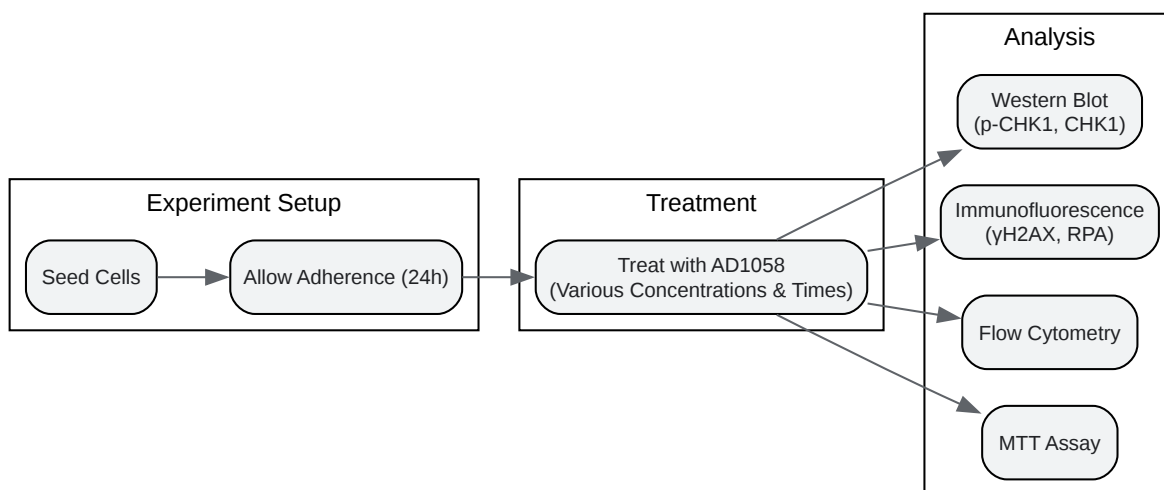 Experiment Setup
Seed Cells
Allow Adherence (24h)
Treatment
Treat with AD1058
(Various Concentrations & Times)
Analysis
Western Blot
(p-CHK1, CHK1)
Immunofluorescence
(γH2AX, RPA)
Flow Cytometry
MTT Assay